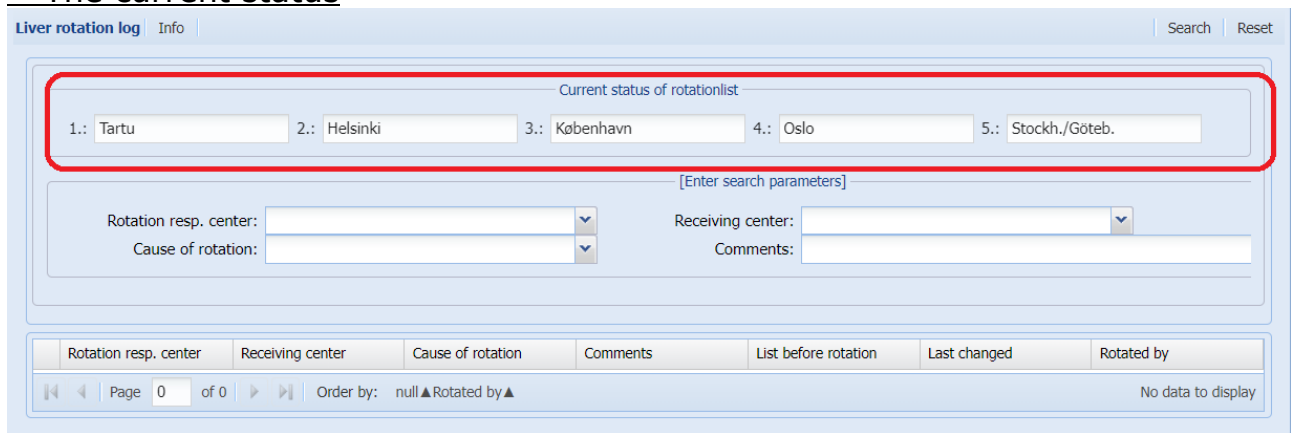 The current status
Liver rotation log Info Search Reset
Current status of rotationlist
1.: Tartu 2.: Helsinki 3.: København 4.: Oslo 5.: Stockh./Göteb.
[Enter search parameters]
Rotation resp. center: Receiving center:
Cause of rotation: Comments:
Rotation resp. center Receiving center Cause of rotation Comments List before rotation Last changed Rotated by
Page 0 of 0 Order by: null▲Rotated by▲ No data to display